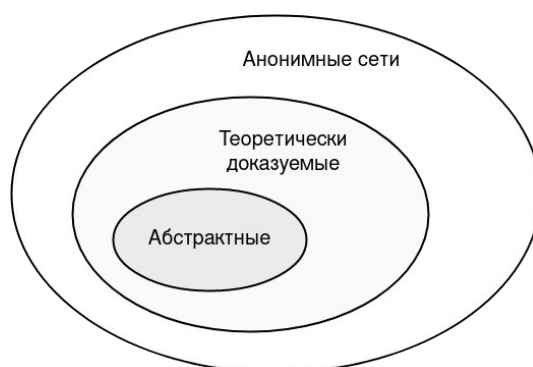 Анонимные сети
Теоретически
доказуемые
Абстрактные